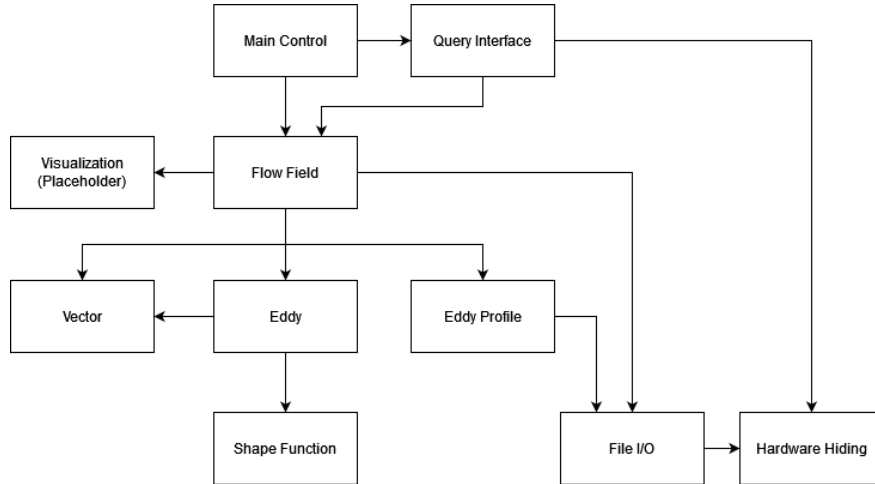 Main Control
Query Interface
Visualization
(Placeholder)
Flow Field
Vector
Eddy
Eddy Profile
Shape Function
File I/O
Hardware Hiding